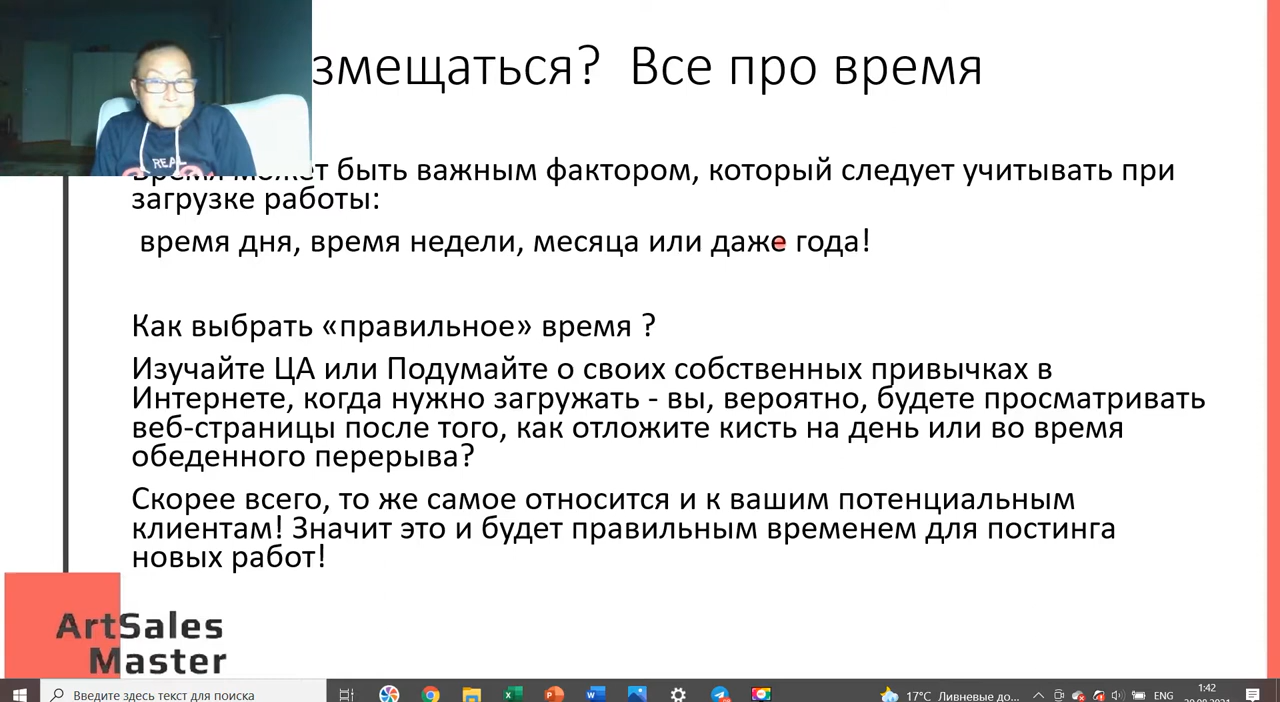 змещаться? Все про время
REAL
Время может быть важным фактором, который следует учитывать при
загрузке работы:
время дня, время недели, месяца или даже года!
Как выбрать «правильное» время ?
Изучайте ЦА или Подумайте о своих собственных привычках в
Интернете, когда нужно загружать - вы, вероятно, будете просматривать
веб-страницы после того, как отложите кисть на день или во время
обеденного перерыва?
Скорее всего, то же самое относится и к вашим потенциальным
клиентам! Значит это и будет правильным временем для постинга
новых работ!
ArtSales
Master
Введите здесь текст для поиска
17°C Ливневые до...
ENG
1:42